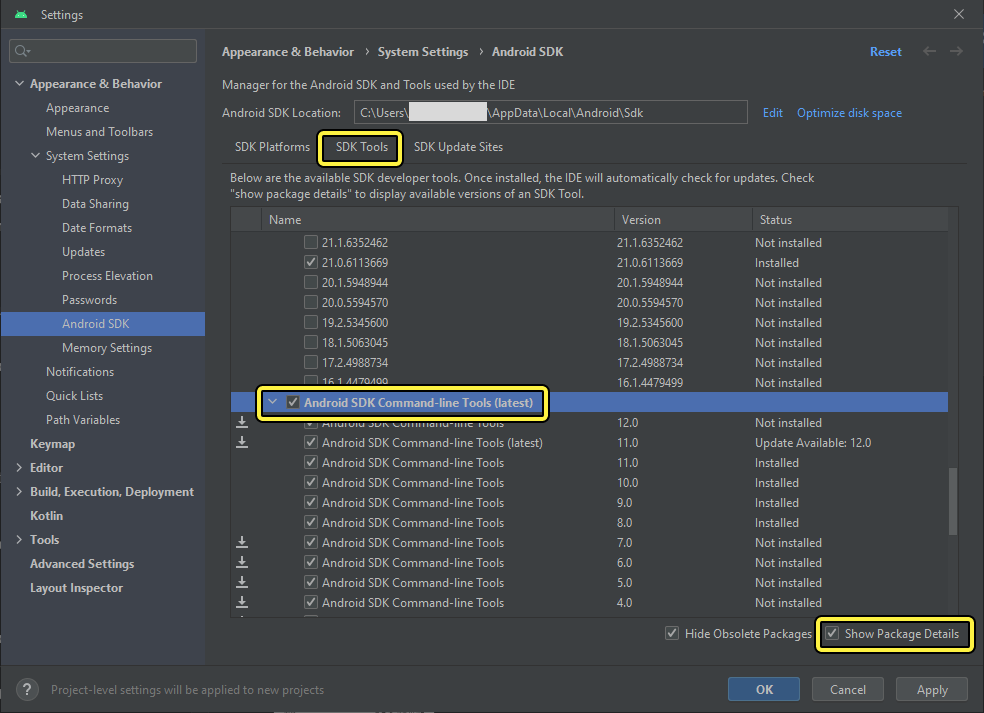 Settings
Appearance & Behavior
Appearance
Menus and Toolbars
System Settings
HTTP Proxy
Data Sharing
Date Formats
Updates
Process Elevation
Passwords
Android SDK
Memory Settings
Notifications
Quick Lists
Path Variables
Keymap
Editor
Build, Execution, Deployment
Kotlin
Tools
Advanced Settings
Layout Inspector
Appearance & Behavior › System Settings › Android SDK Reset
Manager for the Android SDK and Tools used by the IDE
Android SDK Location: C:\Users\ \AppData\Local\Android\Sdk Edit Optimize disk space
SDK Platforms SDK Tools SDK Update Sites
Below are the available SDK developer tools. Once installed, the IDE will automatically check for updates. Check
"show package details" to display available versions of an SDK Tool.
Name Version Status
21.1.6352462 21.1.6352462 Not installed
21.0.6113669 21.0.6113669 Installed
20.1.5948944 20.1.5948944 Not installed
20.0.5594570 20.0.5594570 Not installed
19.2.5345600 19.2.5345600 Not installed
18.1.5063045 18.1.5063045 Not installed
17.2.4988734 17.2.4988734 Not installed
16.1.4479499 16.1.4479499 Not installed
Android SDK Command-line Tools (latest)
Android SDK Command-line Tools 12.0 Not installed
Android SDK Command-line Tools (latest) 11.0 Update Available: 12.0
Android SDK Command-line Tools 11.0 Installed
Android SDK Command-line Tools 10.0 Installed
Android SDK Command-line Tools 9.0 Installed
Android SDK Command-line Tools 8.0 Installed
Android SDK Command-line Tools 7.0 Not installed
Android SDK Command-line Tools 6.0 Not installed
Android SDK Command-line Tools 5.0 Not installed
Android SDK Command-line Tools 4.0 Not installed
Hide Obsolete Packages Show Package Details
? Project-level settings will be applied to new projects
OK Cancel Apply